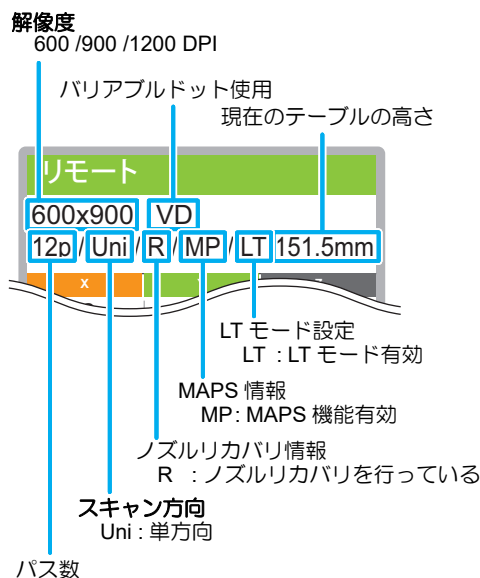 解像度
600 /900 /1200 DPI
バリアブルドット使用
現在のテーブルの高さ
リモート
600x900 VD
12p / Uni / R / MP / LT 151.5mm
x
LT モード設定
LT : LT モード有効
MAPS 情報
MP: MAPS 機能有効
ノズルリカバリ情報
R : ノズルリカバリを行っている
スキャン方向
Uni : 単方向
パス数